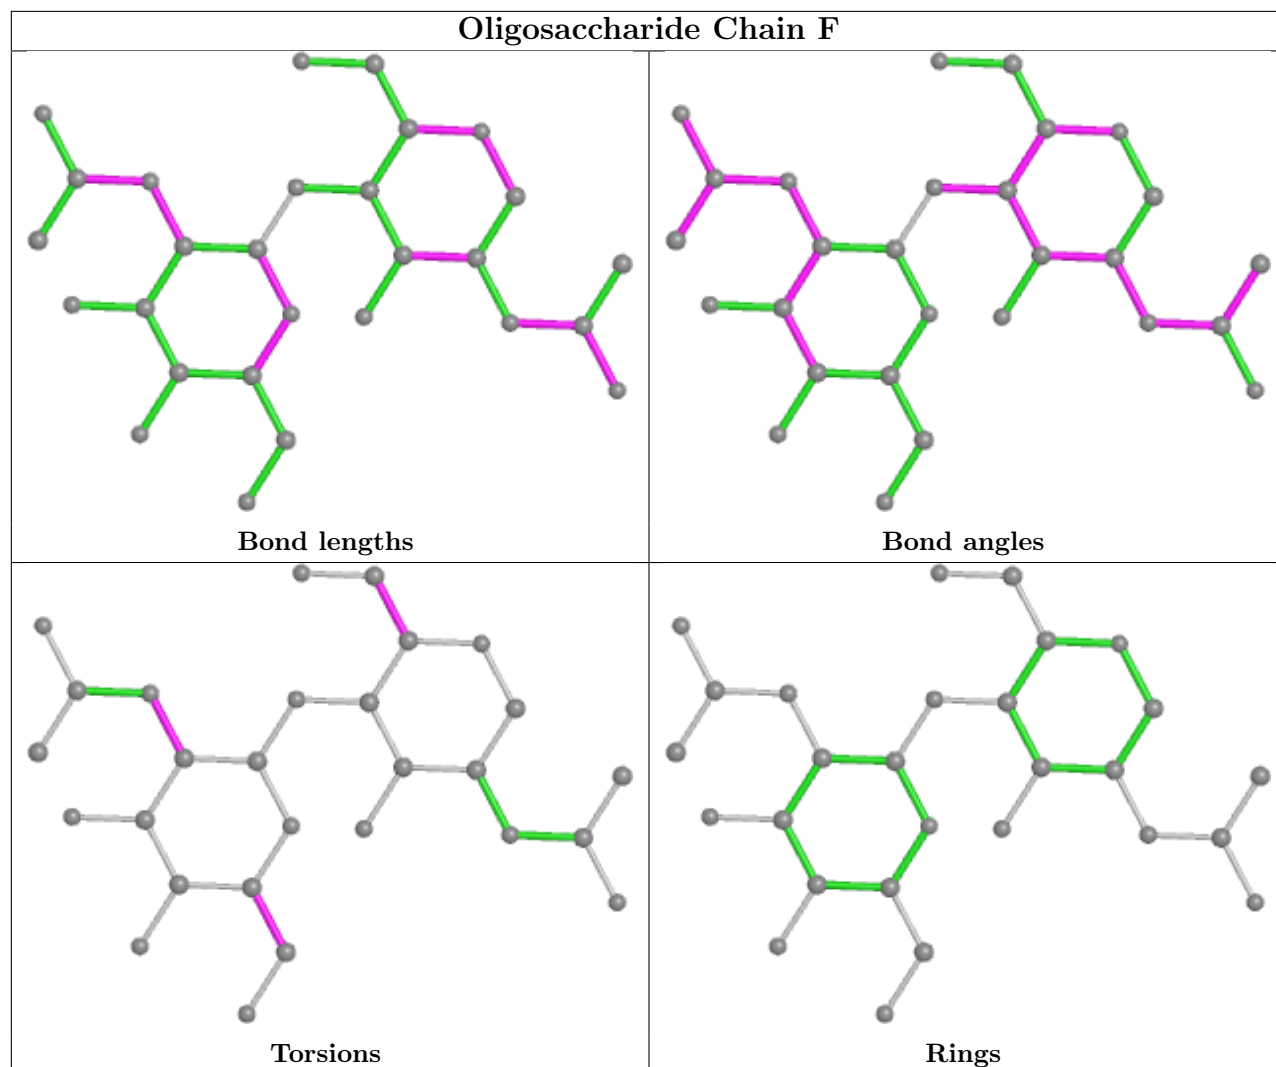 Oligosaccharide Chain F
Bond lengths
Bond angles
Torsions
Rings